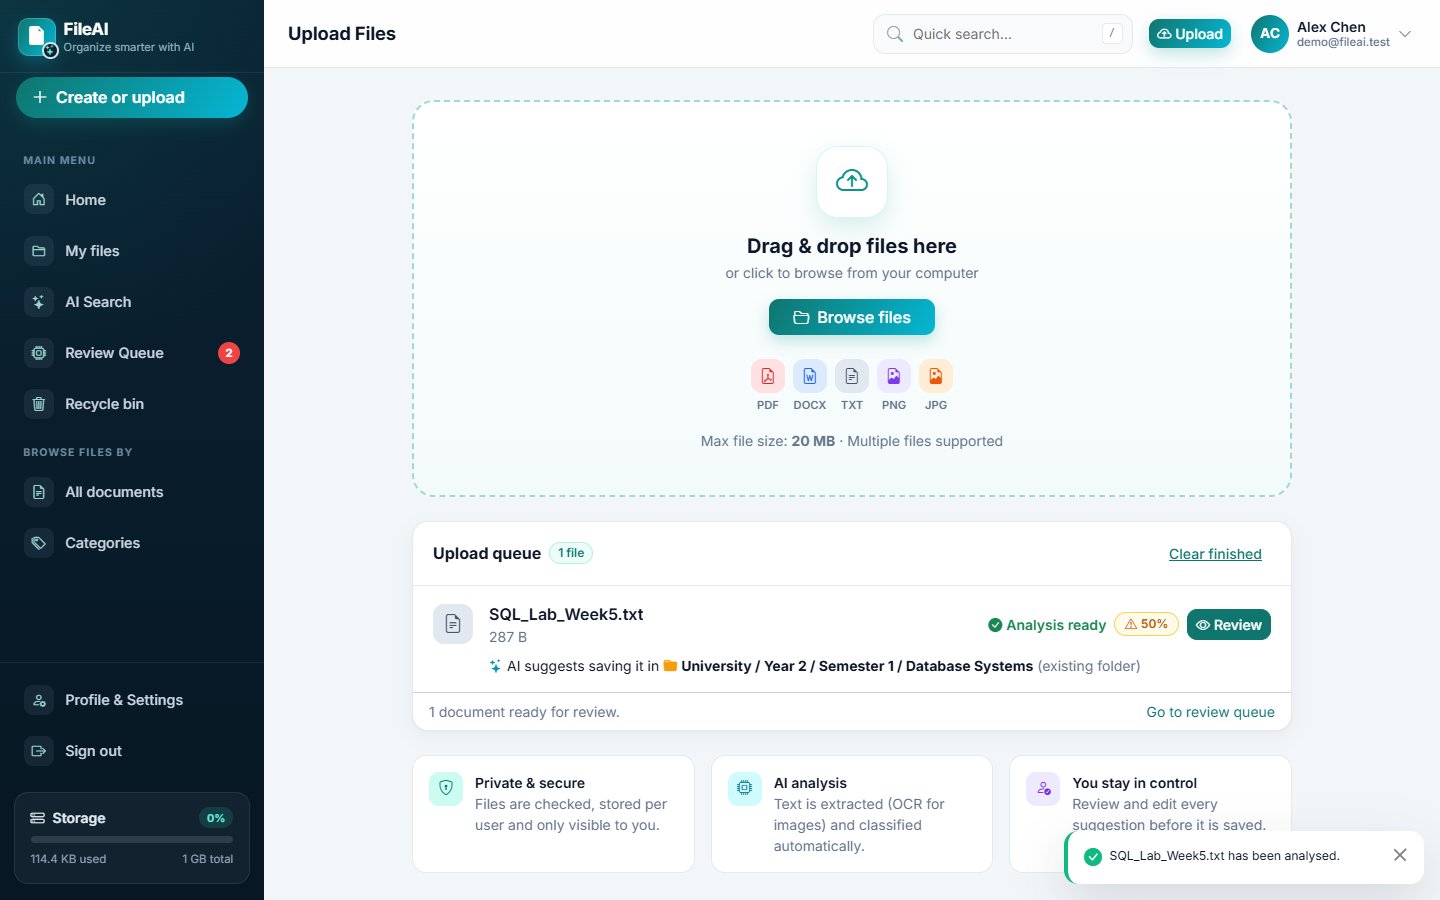 FileAI
Organize smarter with AI
Create or upload
MAIN MENU
Home
My files
AI Search
Review Queue 2
Recycle bin
BROWSE FILES BY
All documents
Categories
Profile & Settings
Sign out
Storage 0%
114.4 KB used 1 GB total
Upload Files
Quick search... /
Upload
AC
Alex Chen
demo@fileai.test
Drag & drop files here
or click to browse from your computer
Browse files
PDF DOCX TXT PNG JPG
Max file size: 20 MB · Multiple files supported
Upload queue 1 file
Clear finished
SQL_Lab_Week5.txt
287 B
Analysis ready 50% Review
AI suggests saving it in University / Year 2 / Semester 1 / Database Systems (existing folder)
1 document ready for review.
Go to review queue
Private & secure
Files are checked, stored per
user and only visible to you.
AI analysis
Text is extracted (OCR for
images) and classified
automatically.
You stay in control
Review and edit every
suggestion before it is saved.
SQL_Lab_Week5.txt has been analysed.